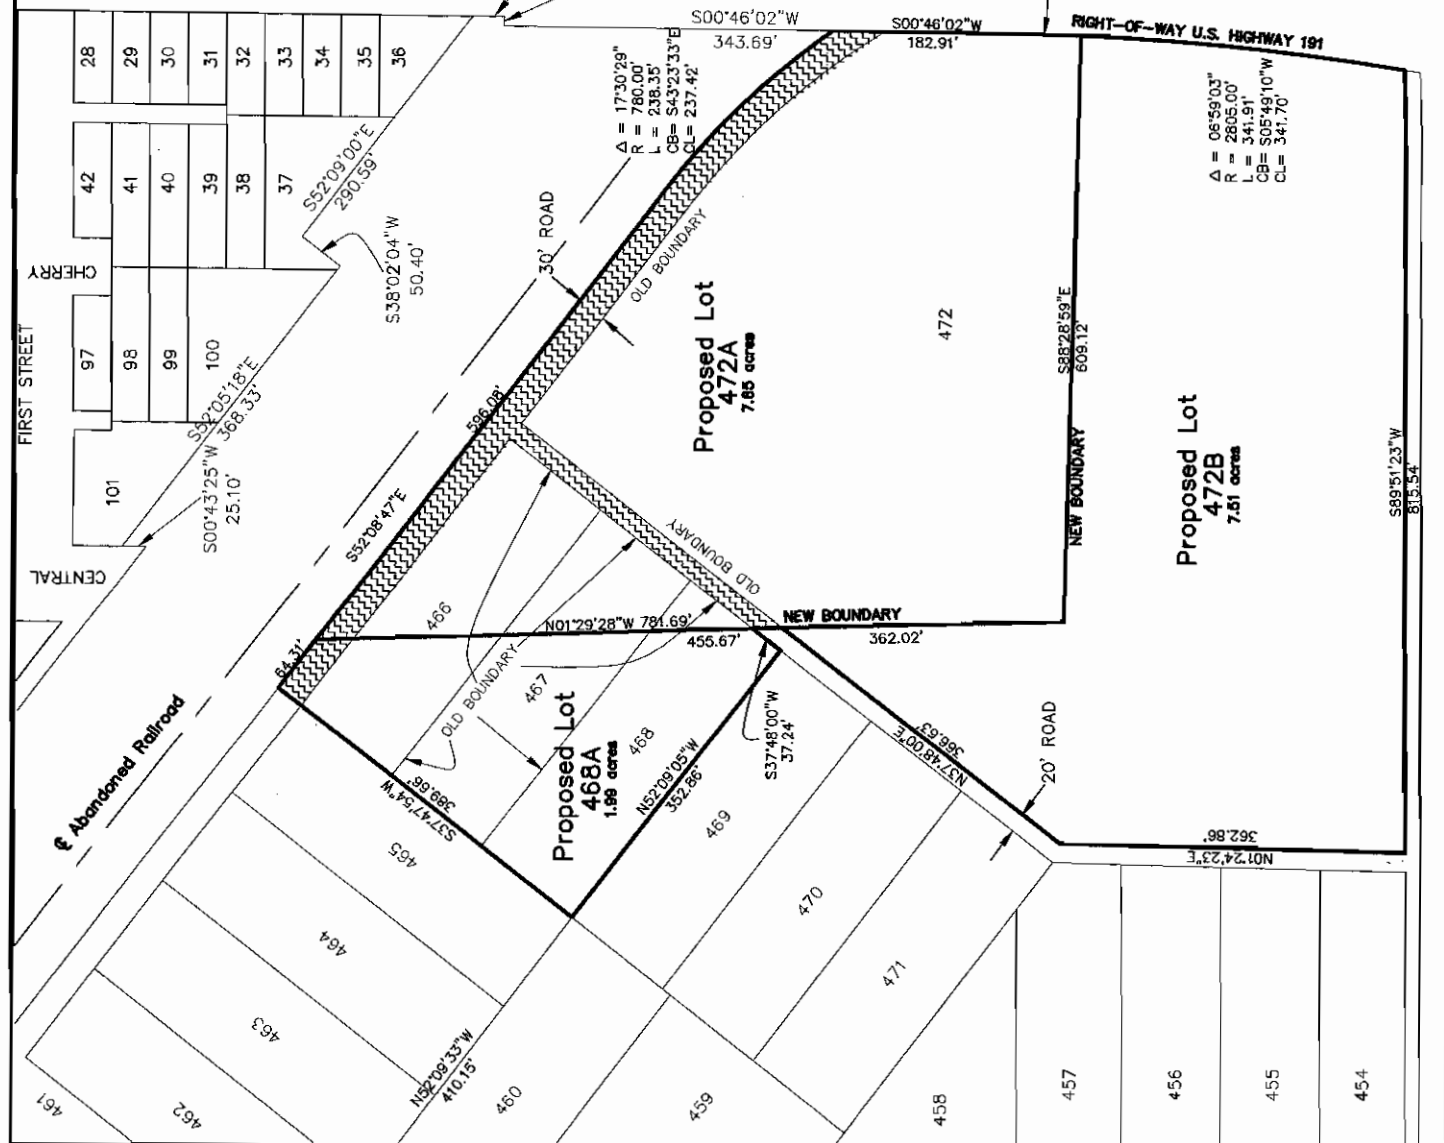 S00°46'02"W
343.69'
S00°46'02"W
182.91'
RIGHT-OF-WAY U.S. HIGHWAY 191
28
29
30
31
32
33
34
35
36
42
41
40
39
38
37
S52°09'00"E
290.59'
Δ = 17°30'29"
R = 780.00'
L = 238.35'
CB= S43°23'33"E
CL= 237.42'
Δ = 06°59'03"
R = 2805.00'
L = 341.91'
CB= S05°49'10"W
CL= 341.70'
CHERRY
FIRST STREET
97
98
99
100
101
CENTRAL
S38°02'04"W
50.40'
S52°05'18"E
368.33'
S00°43'25"W
25.10'
30' ROAD
OLD BOUNDARY
Proposed Lot
472A
7.65 acres
472
S88°28'59"E
609.12'
NEW BOUNDARY
Proposed Lot
472B
7.51 acres
S89°51'23"W
815.54'
596.08'
S52°08'47"E
OLD BOUNDARY
466
N01°29'28"W 781.69'
455.67'
NEW BOUNDARY
362.02'
64.31'
OLD BOUNDARY
467
468
Proposed Lot
468A
1.99 acres
S37°47'54"W
389.66'
N52°09'05"W
352.86'
S37°48'00"W
37.24'
N37°48'00"E
366.63'
20' ROAD
362.86'
N01°24'23"E
℄ Abandoned Railroad
465
464
463
462
461
469
470
471
N52°09'33"W
410.15'
460
459
458
457
456
455
454